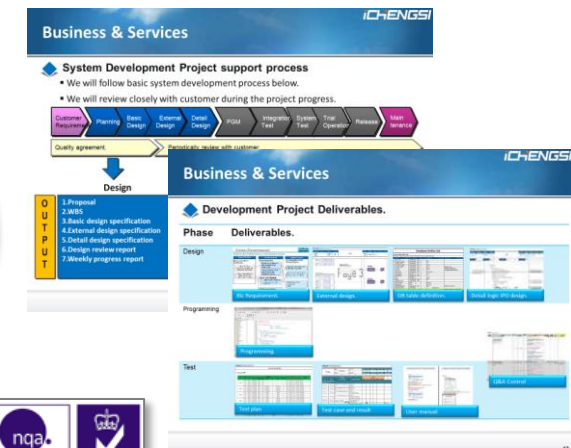 iCHENGSI
Business & Services
System Development Project support process
▪ We will follow basic system development process below.
▪ We will review closely with customer during the project progress.
Customer Requirement
Planning
Basic Design
External Design
Detail Design
PGM
Integration Test
System Test
Trial Operation
Release
Main tenance
Quality agreement.
Periodically review with customer
Design
OUTPUT
1.Proposal
2.WBS
3.Basic design specification
4.External design specification
5.Detail design specification
6.Design review report
7.Weekly progress report
iCHENGSI
Business & Services
Development Project Deliverables.
Phase Deliverables.
Design
External design
DB table definition
Detail logic IPO design
Programming
Programming
Test
Test plan
Test case and result
User manual
Q&A Control
nqa.